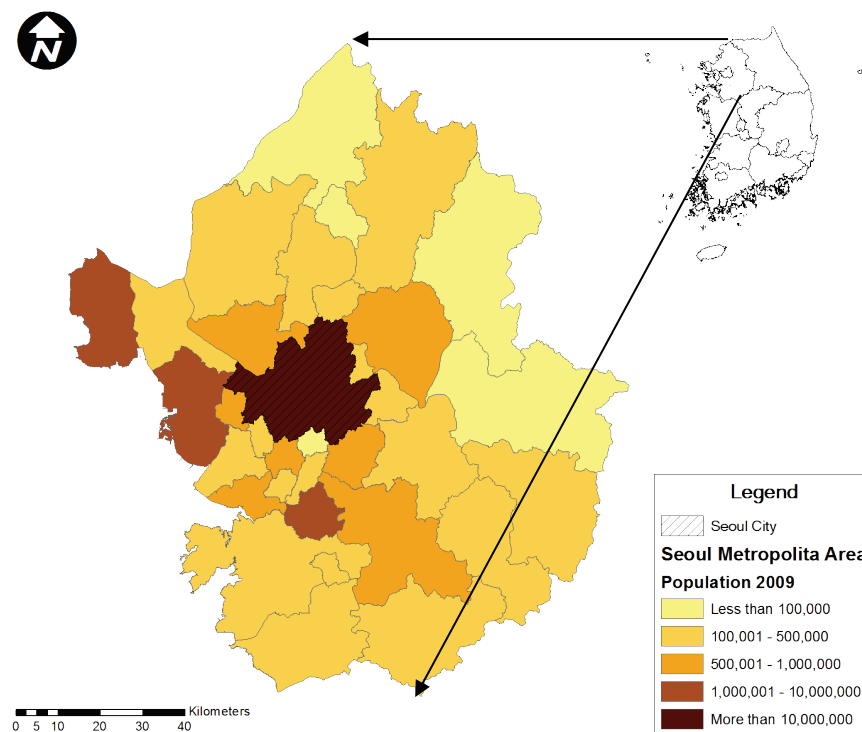 N
Legend
Seoul City
Seoul Metropolita Area
Population 2009
Less than 100,000
100,001 - 500,000
500,001 - 1,000,000
1,000,001 - 10,000,000
More than 10,000,000
Kilometers
0 5 10 20 30 40